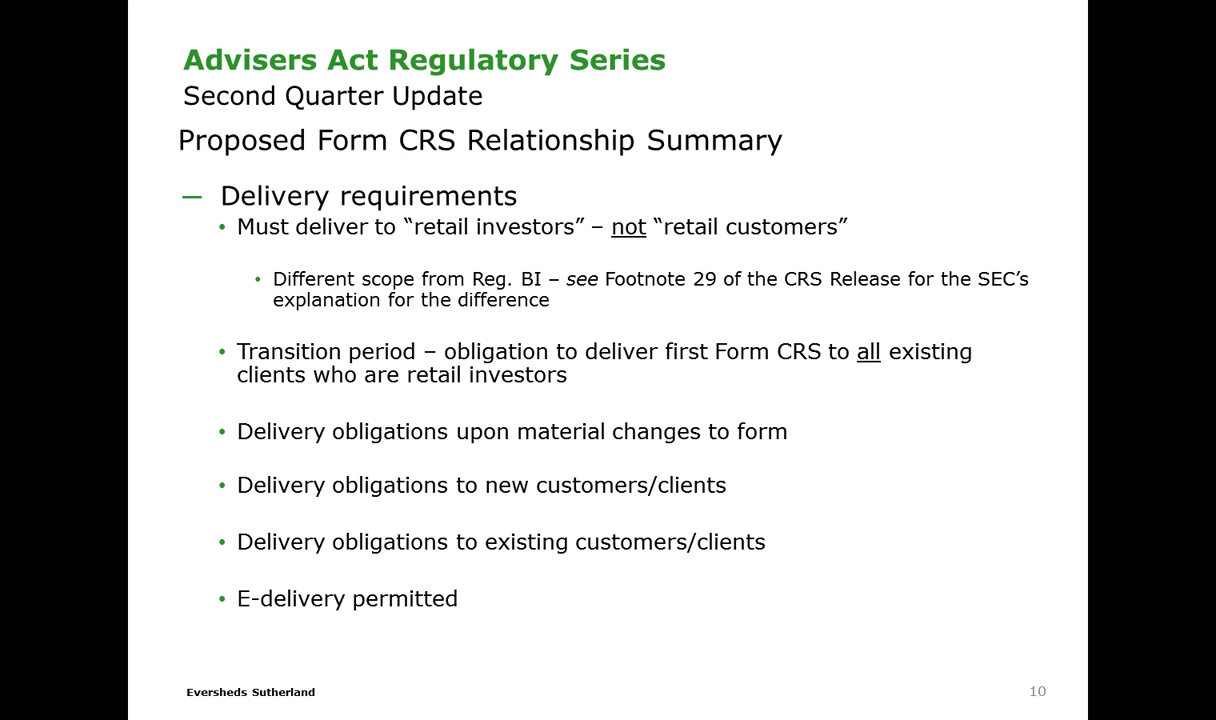 Advisers Act Regulatory Series
Second Quarter Update
Proposed Form CRS Relationship Summary
— Delivery requirements
• Must deliver to “retail investors” – not “retail customers”
• Different scope from Reg. BI – see Footnote 29 of the CRS Release for the SEC’s
explanation for the difference
• Transition period – obligation to deliver first Form CRS to all existing
clients who are retail investors
• Delivery obligations upon material changes to form
• Delivery obligations to new customers/clients
• Delivery obligations to existing customers/clients
• E-delivery permitted
Eversheds Sutherland
10